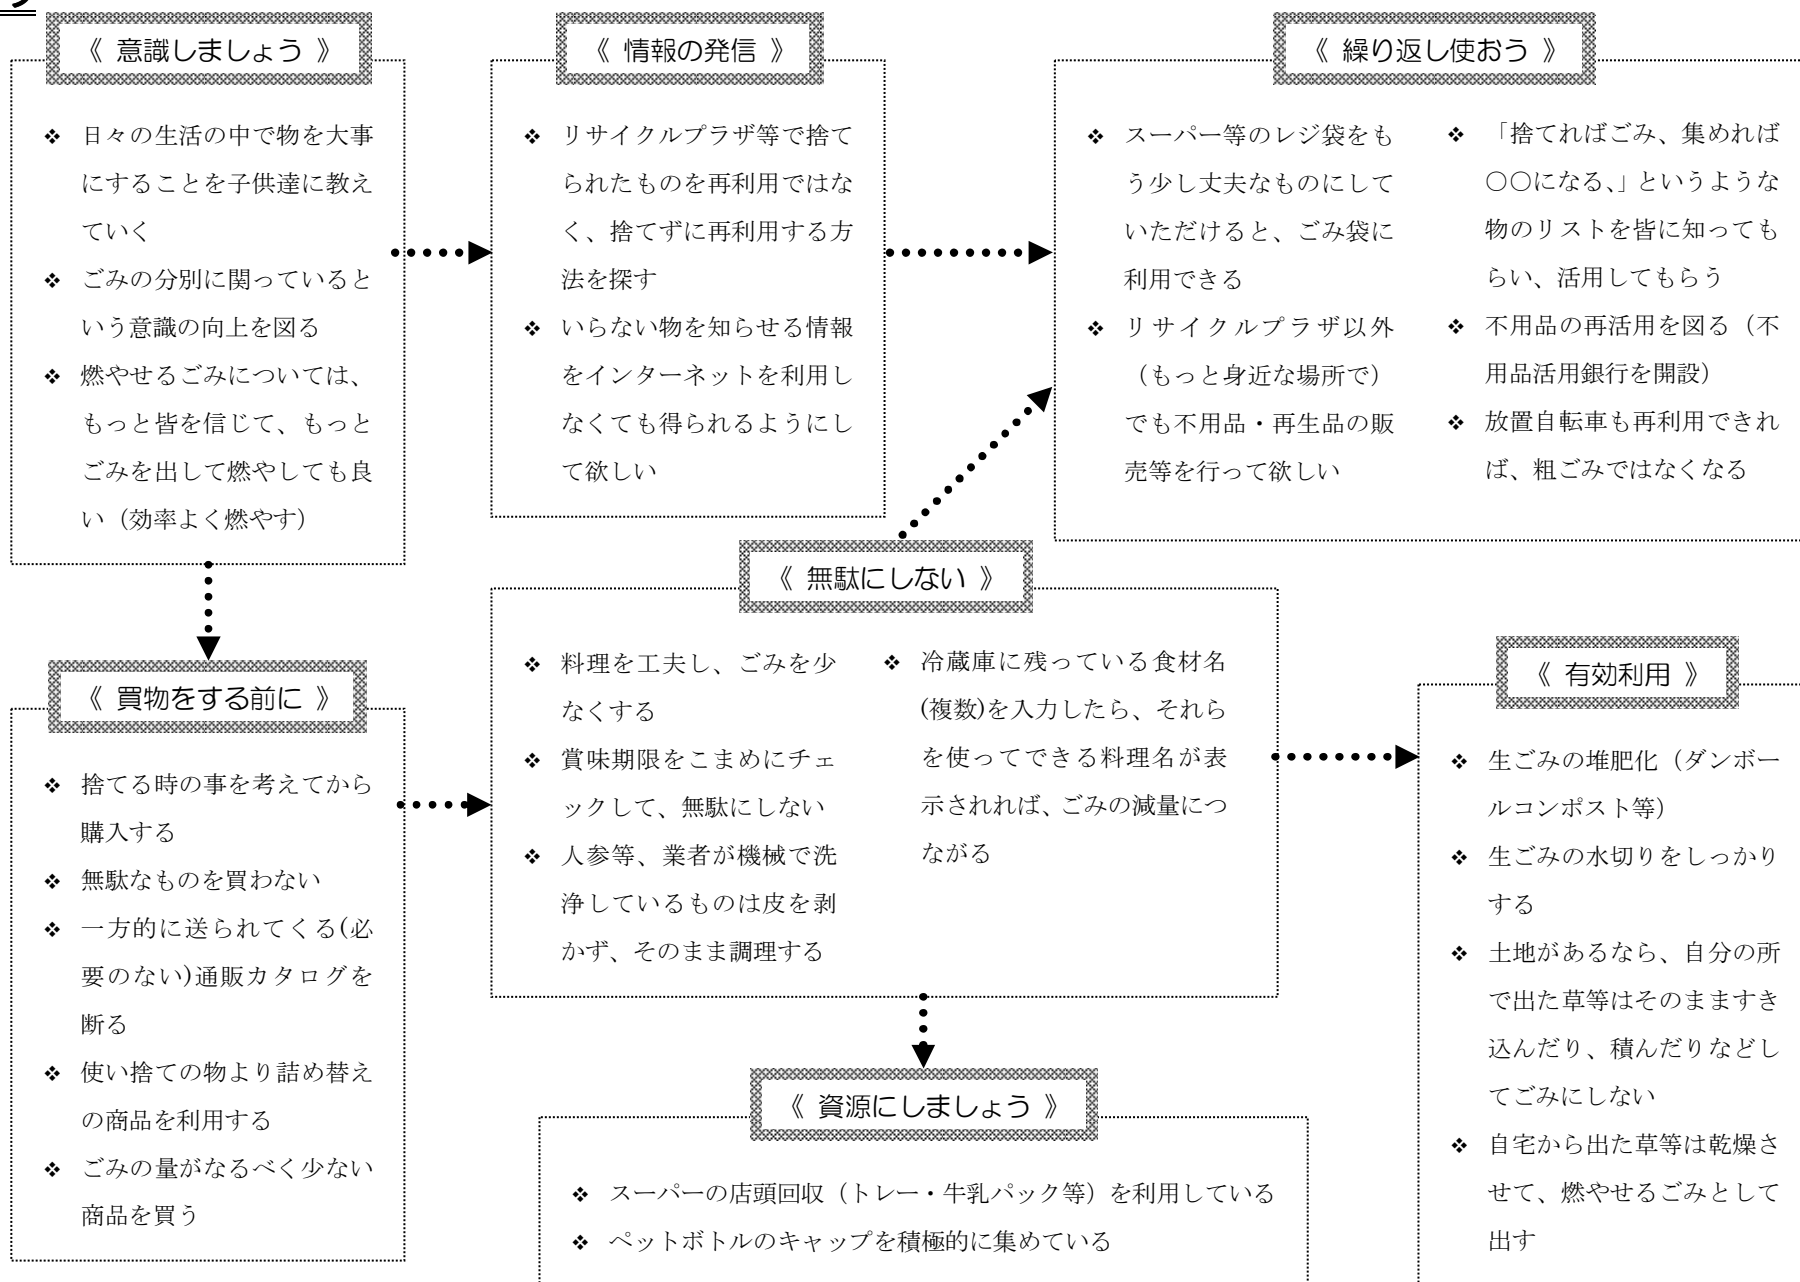 《 意識しましょう 》
❖ 日々の生活の中で物を大事
にすることを子供達に教え
ていく
❖ ごみの分別に関っていると
いう意識の向上を図る
❖ 燃やせるごみについては、
もっと皆を信じて、もっと
ごみを出して燃やしても良
い（効率よく燃やす）
《 情報の発信 》
❖ リサイクルプラザ等で捨て
られたものを再利用ではな
く、捨てずに再利用する方
法を探す
❖ いらない物を知らせる情報
をインターネットを利用し
なくても得られるようにし
て欲しい
《 繰り返し使おう 》
❖ スーパー等のレジ袋をも
う少し丈夫なものにして
いただけると、ごみ袋に
利用できる
❖ リサイクルプラザ以外
（もっと身近な場所で）
でも不用品・再生品の販
売等を行って欲しい
❖ 「捨てればごみ、集めれば
○○になる、」というような
物のリストを皆に知っても
らい、活用してもらう
❖ 不用品の再活用を図る（不
用品活用銀行を開設）
❖ 放置自転車も再利用できれ
ば、粗ごみではなくなる
《 買物をする前に 》
❖ 捨てる時の事を考えてから
購入する
❖ 無駄なものを買わない
❖ 一方的に送られてくる(必
要のない)通販カタログを
断る
❖ 使い捨ての物より詰め替え
の商品を利用する
❖ ごみの量がなるべく少ない
商品を買う
《 無駄にしない 》
❖ 料理を工夫し、ごみを少
なくする
❖ 賞味期限をこまめにチェ
ックして、無駄にしない
❖ 人参等、業者が機械で洗
浄しているものは皮を剥
かず、そのまま調理する
❖ 冷蔵庫に残っている食材名
(複数)を入力したら、それら
を使ってできる料理名が表
示されれば、ごみの減量につ
ながる
《 有効利用 》
❖ 生ごみの堆肥化（ダンボー
ルコンポスト等）
❖ 生ごみの水切りをしっかり
する
❖ 土地があるなら、自分の所
で出た草等はそのまますき
込んだり、積んだりなどし
てごみにしない
❖ 自宅から出た草等は乾燥さ
せて、燃やせるごみとして
出す
《 資源にしましょう 》
❖ スーパーの店頭回収（トレー・牛乳パック等）を利用している
❖ ペットボトルのキャップを積極的に集めている